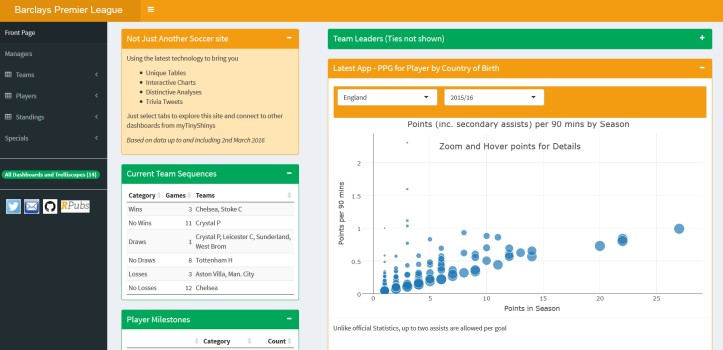 Barclays Premier League
Front Page
Managers
Teams
Players
Standings
Specials
All Dashboards and Trelliscopes (14)
RPubs
Not Just Another Soccer site
Using the latest technology to bring you
Unique Tables
Interactive Charts
Distinctive Analyses
Trivia Tweets
Just select tabs to explore this site and connect to other
dashboards from myTinyShinys
Based on data up to and including 2nd March 2016
Current Team Sequences
Category Games Teams
Wins 3 Chelsea, Stoke C
No Wins 11 Crystal P
Draws 1 Crystal P, Leicester C, Sunderland,
West Brom
No Draws 8 Tottenham H
Losses 3 Aston Villa, Man. City
No Losses 12 Chelsea
Player Milestones
Category Count
Team Leaders (Ties not shown)
Latest App - PPG for Player by Country of Birth
England 2015/16
Points (inc. secondary assists) per 90 mins by Season
Zoom and Hover points for Details
Points per 90 mins
2
1.5
1
0.5
0
0 5 10 15 20 25
Points in Season
Unlike official Statistics, up to two assists are allowed per goal